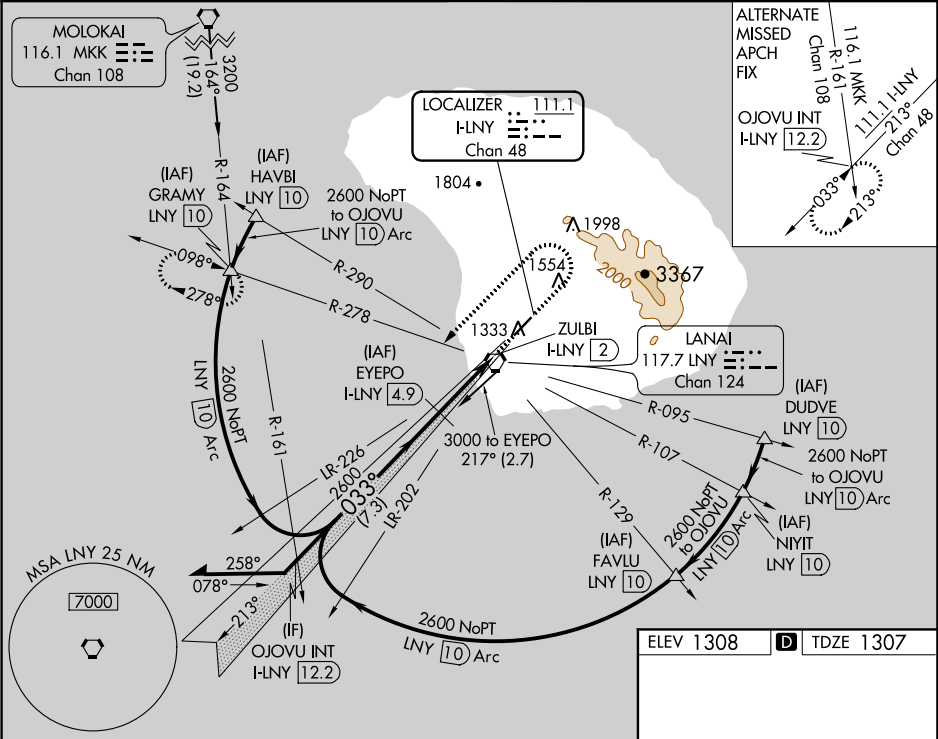 MOLOKAI
116.1 MKK
Chan 108
3200
164°
(19.2)
R-164
(IAF)
HAVBI
LNY 10
(IAF)
GRAMY
LNY 10
2600 NoPT
to OJOVU
LNY 10 Arc
098°
278°
R-290
R-278
LOCALIZER 111.1
I-LNY
Chan 48
1804
1998
1554
2000
3367
1333
ZULBI
I-LNY 2
LANAI
117.7 LNY
Chan 124
ALTERNATE
MISSED
APCH
FIX
116.1 MKK
Chan 108
R-161
OJOVU INT
I-LNY 12.2
111.1 I-LNY
213°
Chan 48
033°
213°
(IAF)
EYEPO
I-LNY 4.9
3000 to EYEPO
217° (2.7)
2600 NoPT
LNY 10 Arc
R-161
LR-226
2600
033°
(7.3)
LR-202
R-095
R-107
R-129
(IAF)
DUDVE
LNY 10
2600 NoPT
to OJOVU
LNY 10 Arc
2600 NoPT
to OJOVU
LNY 10 Arc
(IAF)
NIYIT
LNY 10
(IAF)
FAVLU
LNY 10
2600 NoPT
LNY 10 Arc
258°
078°
213°
(IF)
OJOVU INT
I-LNY 12.2
MSA LNY 25 NM
7000
ELEV 1308 D TDZE 1307